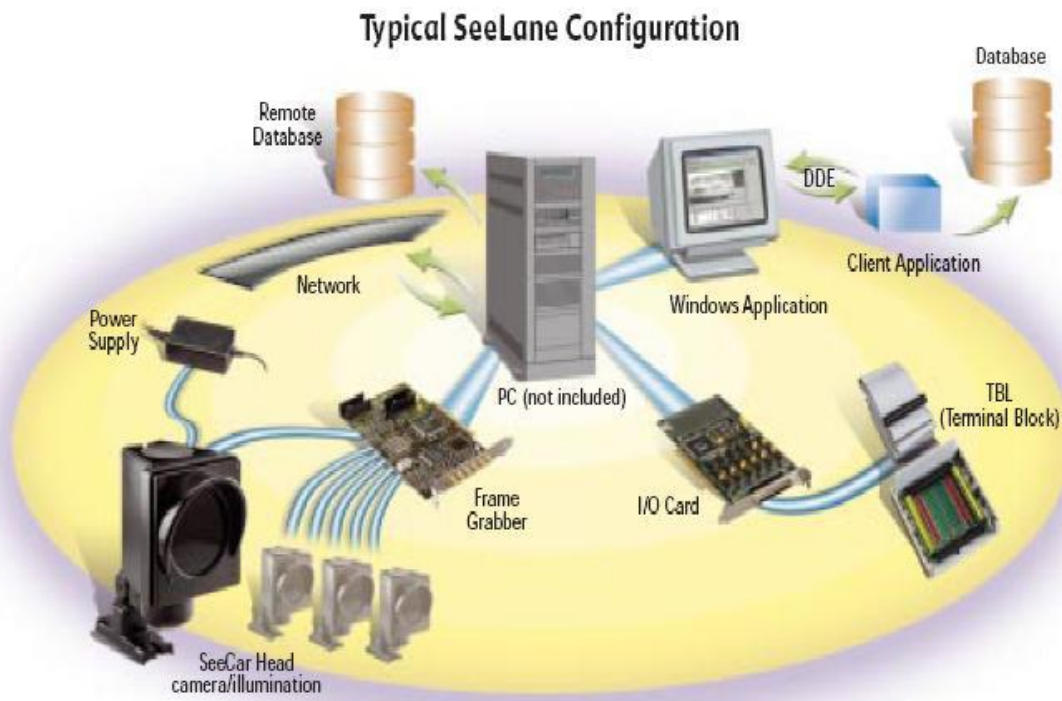 Typical SeeLane Configuration
Database
Remote
Database
DDE
Client Application
Network
Windows Application
Power
Supply
PC (not included)
TBL
(Terminal Block)
Frame
Grabber
I/O Card
SeeCar Head
camera/illumination